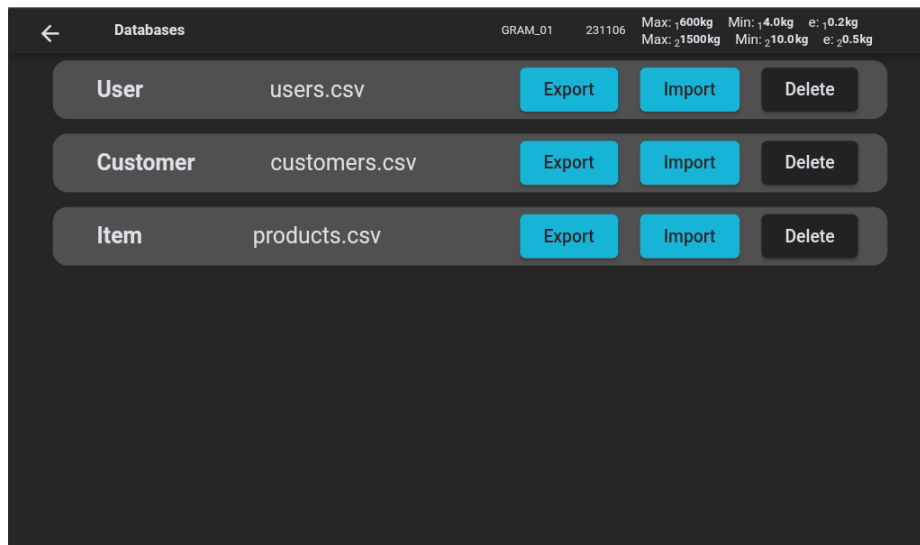 Databases GRAM_01 231106 Max: ₁600kg Min: ₁4.0kg e: ₁0.2kg
Max: ₂1500kg Min: ₂10.0kg e: ₂0.5kg
User users.csv Export Import Delete
Customer customers.csv Export Import Delete
Item products.csv Export Import Delete